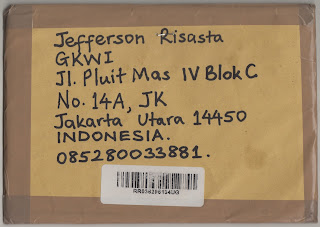 Jefferson Risasta
GKWI
Jl. Pluit Mas IV Blok C
No. 14A, JK
Jakarta Utara 14450
INDONESIA.
085280033881.